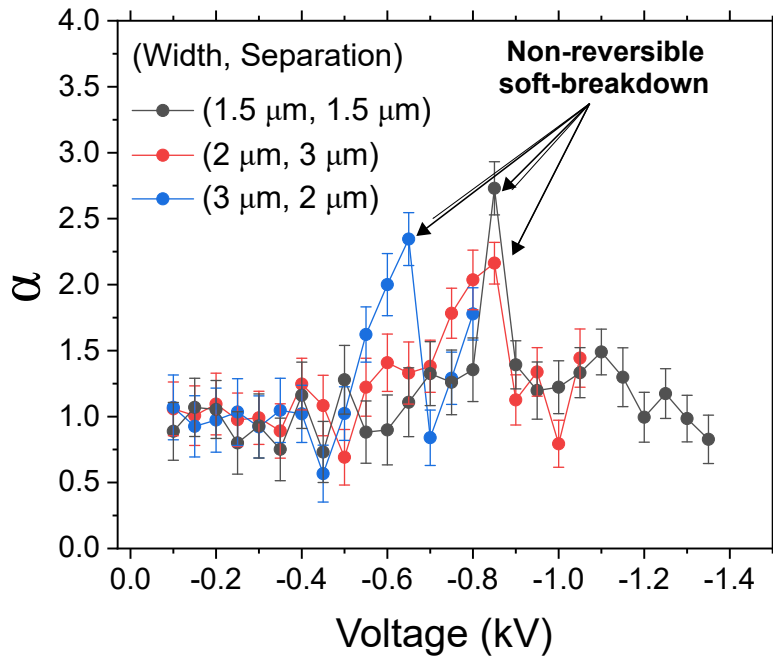 4.0
3.5
3.0
2.5
2.0
1.5
1.0
0.5
0.0
α
(Width, Separation)
(1.5 μm, 1.5 μm)
(2 μm, 3 μm)
(3 μm, 2 μm)
Non-reversible
soft-breakdown
0.0 -0.2 -0.4 -0.6 -0.8 -1.0 -1.2 -1.4
Voltage (kV)